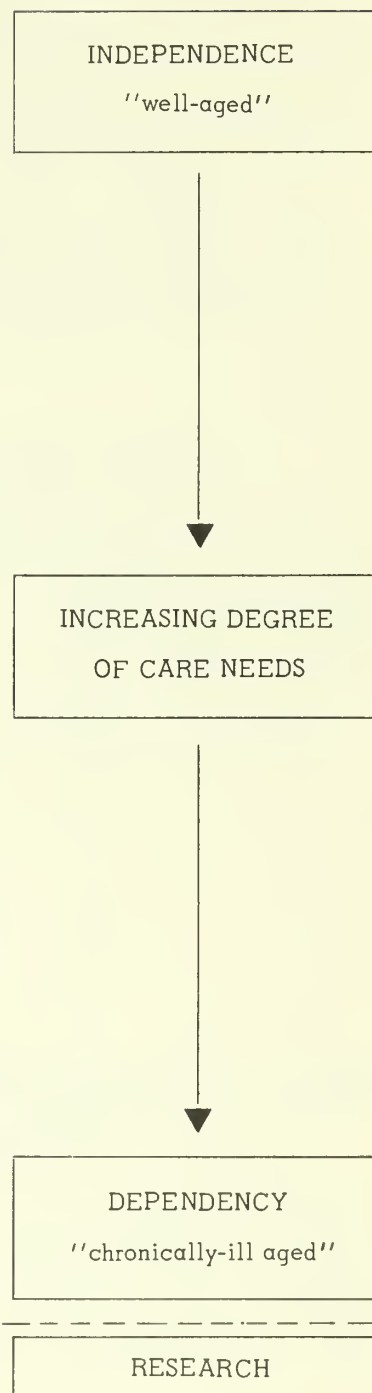 INDEPENDENCE
"well-aged"
INCREASING DEGREE
OF CARE NEEDS
DEPENDENCY
"chronically-ill aged"
RESEARCH